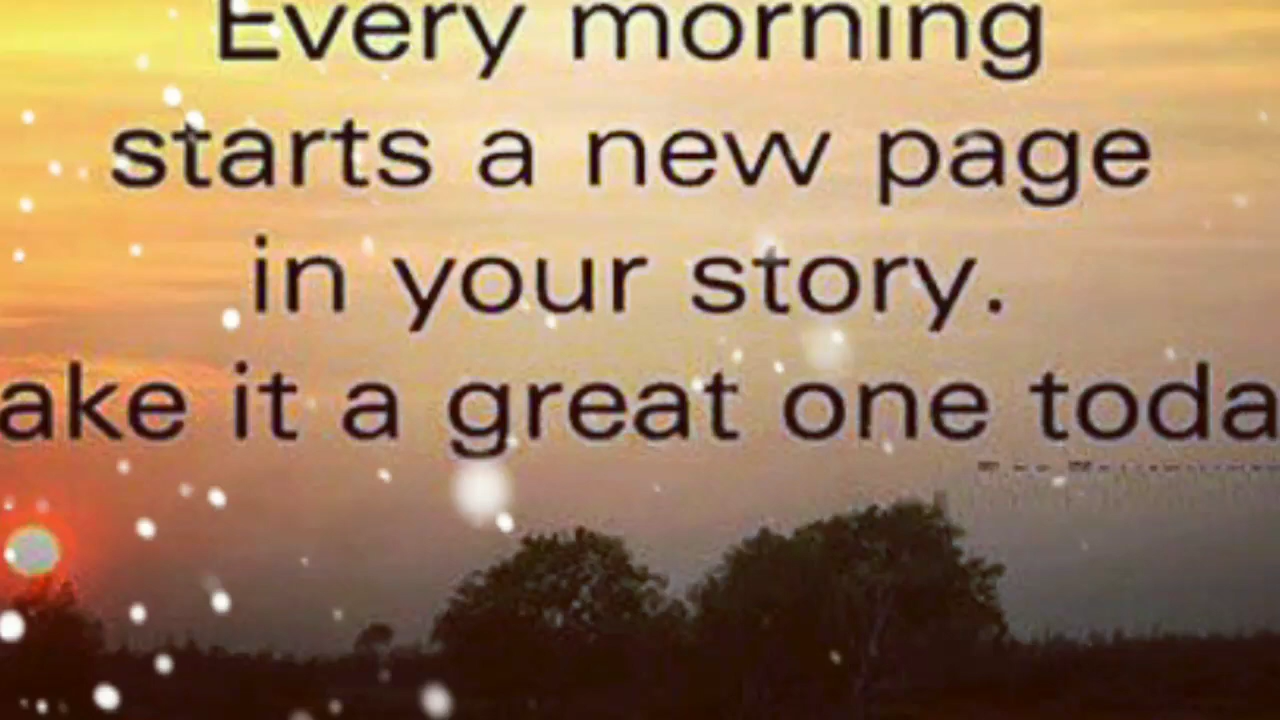 Every morning
starts a new page
in your story.
ake it a great one toda